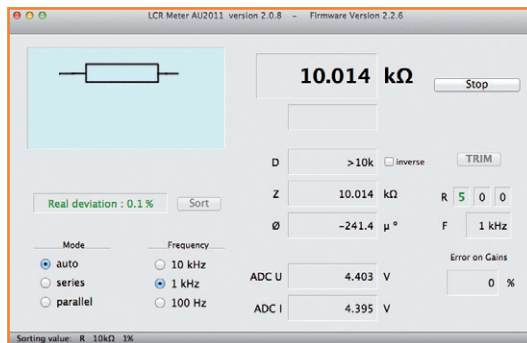 LCR Meter AU2011 version 2.0.8 – Firmware Version 2.2.6
10.014 kΩ
Stop
D >10k inverse TRIM
Real deviation : 0.1 % Sort
Z 10.014 kΩ R 5 0 0
Ø −241.4 µ ° F 1 kHz
Mode Frequency
auto 10 kHz
series 1 kHz
parallel 100 Hz
Error on Gains
ADC U 4.403 V 0 %
ADC I 4.395 V
Sorting value: R 10kΩ 1%